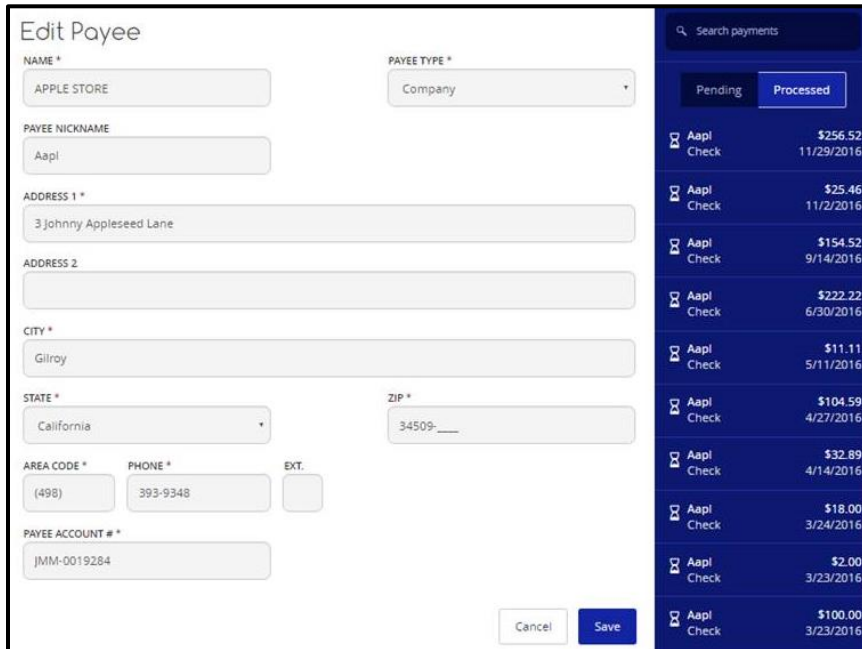 Edit Payee
NAME * PAYEE TYPE *
APPLE STORE Company
PAYEE NICKNAME
Aapl
ADDRESS 1 *
3 Johnny Appleseed Lane
ADDRESS 2
CITY *
Gilroy
STATE * ZIP *
California 34509-____
AREA CODE * PHONE * EXT.
(498) 393-9348
PAYEE ACCOUNT # *
JMM-0019284
Cancel Save
Search payments
Pending Processed
Aapl $256.52
Check 11/29/2016
Aapl $25.46
Check 11/2/2016
Aapl $154.52
Check 9/14/2016
Aapl $222.22
Check 6/30/2016
Aapl $11.11
Check 5/11/2016
Aapl $104.59
Check 4/27/2016
Aapl $32.89
Check 4/14/2016
Aapl $18.00
Check 3/24/2016
Aapl $2.00
Check 3/23/2016
Aapl $100.00
Check 3/23/2016